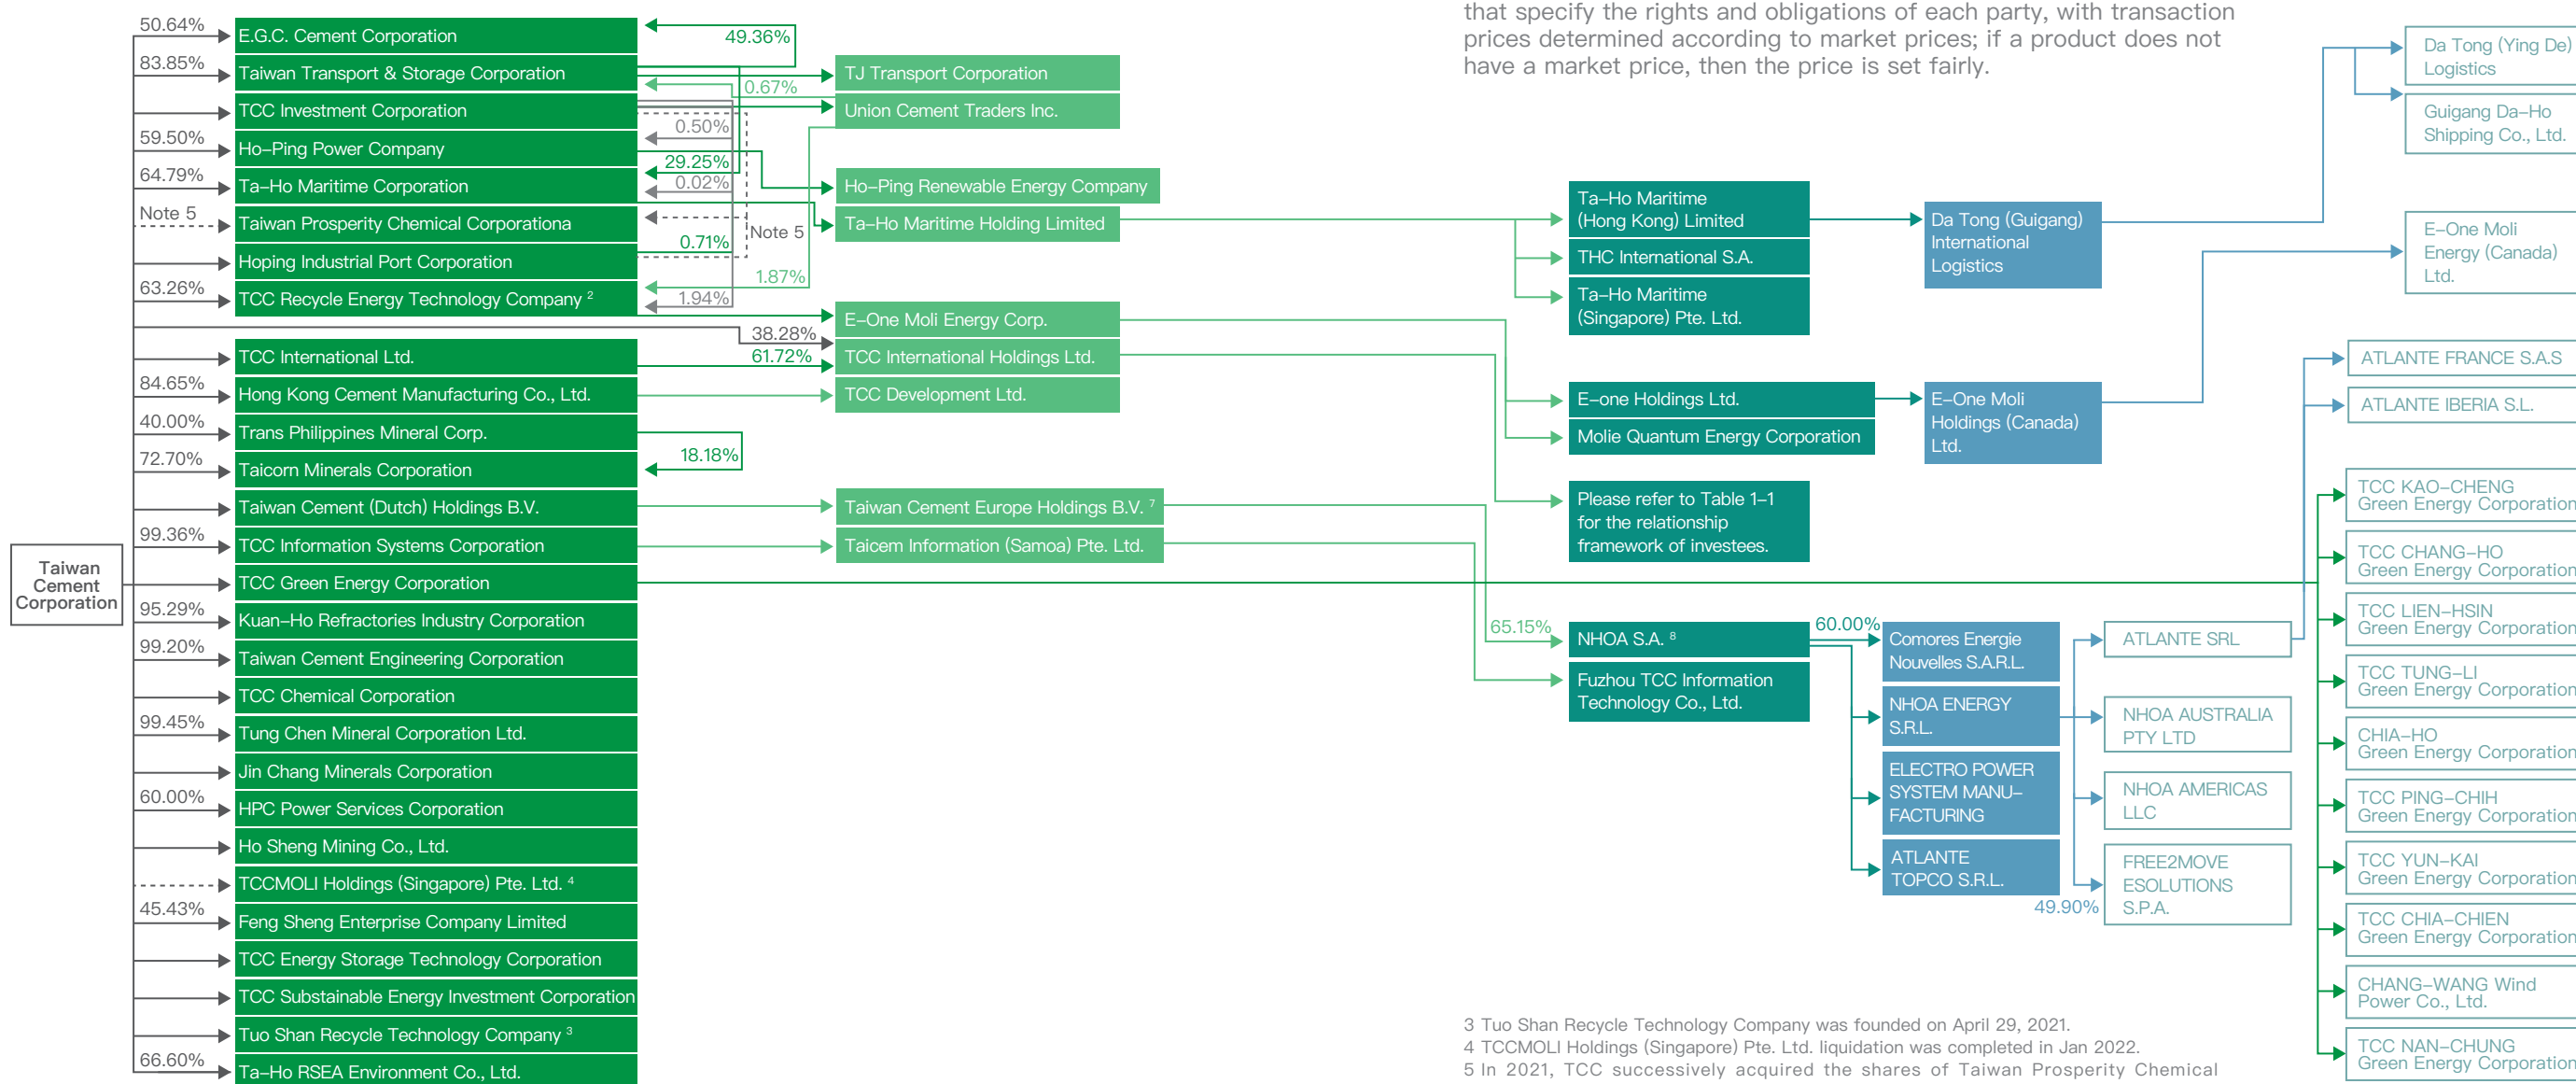 that specify the rights and obligations of each party, with transaction
prices determined according to market prices; if a product does not
have a market price, then the price is set fairly.
Taiwan
Cement
Corporation
50.64%
E.G.C. Cement Corporation
49.36%
83.85%
Taiwan Transport & Storage Corporation
TJ Transport Corporation
0.67%
TCC Investment Corporation
Union Cement Traders Inc.
0.50%
59.50%
Ho-Ping Power Company
29.25%
Ho-Ping Renewable Energy Company
64.79%
Ta-Ho Maritime Corporation
0.02%
Note 5
Taiwan Prosperity Chemical Corporationa
Note 5
Ta-Ho Maritime Holding Limited
0.71%
Hoping Industrial Port Corporation
1.87%
63.26%
TCC Recycle Energy Technology Company 2
1.94%
E-One Moli Energy Corp.
38.28%
TCC International Ltd.
61.72%
TCC International Holdings Ltd.
84.65%
Hong Kong Cement Manufacturing Co., Ltd.
TCC Development Ltd.
40.00%
Trans Philippines Mineral Corp.
18.18%
72.70%
Taicorn Minerals Corporation
Taiwan Cement (Dutch) Holdings B.V.
Taiwan Cement Europe Holdings B.V. 7
99.36%
TCC Information Systems Corporation
Taicem Information (Samoa) Pte. Ltd.
TCC Green Energy Corporation
95.29%
Kuan-Ho Refractories Industry Corporation
99.20%
Taiwan Cement Engineering Corporation
TCC Chemical Corporation
99.45%
Tung Chen Mineral Corporation Ltd.
Jin Chang Minerals Corporation
60.00%
HPC Power Services Corporation
Ho Sheng Mining Co., Ltd.
TCCMOLI Holdings (Singapore) Pte. Ltd. 4
45.43%
Feng Sheng Enterprise Company Limited
TCC Energy Storage Technology Corporation
TCC Substainable Energy Investment Corporation
Tuo Shan Recycle Technology Company 3
66.60%
Ta-Ho RSEA Environment Co., Ltd.
Ta-Ho Maritime
(Hong Kong) Limited
THC International S.A.
Ta-Ho Maritime
(Singapore) Pte. Ltd.
Da Tong (Guigang)
International
Logistics
Da Tong (Ying De)
Logistics
Guigang Da-Ho
Shipping Co., Ltd.
E-one Holdings Ltd.
Molie Quantum Energy Corporation
E-One Moli
Holdings (Canada)
Ltd.
E-One Moli
Energy (Canada)
Ltd.
Please refer to Table 1-1
for the relationship
framework of investees.
65.15%
NHOA S.A. 8
Fuzhou TCC Information
Technology Co., Ltd.
60.00%
Comores Energie
Nouvelles S.A.R.L.
NHOA ENERGY
S.R.L.
ELECTRO POWER
SYSTEM MANU-
FACTURING
ATLANTE
TOPCO S.R.L.
ATLANTE SRL
NHOA AUSTRALIA
PTY LTD
NHOA AMERICAS
LLC
49.90%
FREE2MOVE
ESOLUTIONS
S.P.A.
ATLANTE FRANCE S.A.S
ATLANTE IBERIA S.L.
TCC KAO-CHENG
Green Energy Corporation
TCC CHANG-HO
Green Energy Corporation
TCC LIEN-HSIN
Green Energy Corporation
TCC TUNG-LI
Green Energy Corporation
CHIA-HO
Green Energy Corporation
TCC PING-CHIH
Green Energy Corporation
TCC YUN-KAI
Green Energy Corporation
TCC CHIA-CHIEN
Green Energy Corporation
CHANG-WANG Wind
Power Co., Ltd.
TCC NAN-CHUNG
Green Energy Corporation
3 Tuo Shan Recycle Technology Company was founded on April 29, 2021.
4 TCCMOLI Holdings (Singapore) Pte. Ltd. liquidation was completed in Jan 2022.
5 In 2021, TCC successively acquired the shares of Taiwan Prosperity Chemical